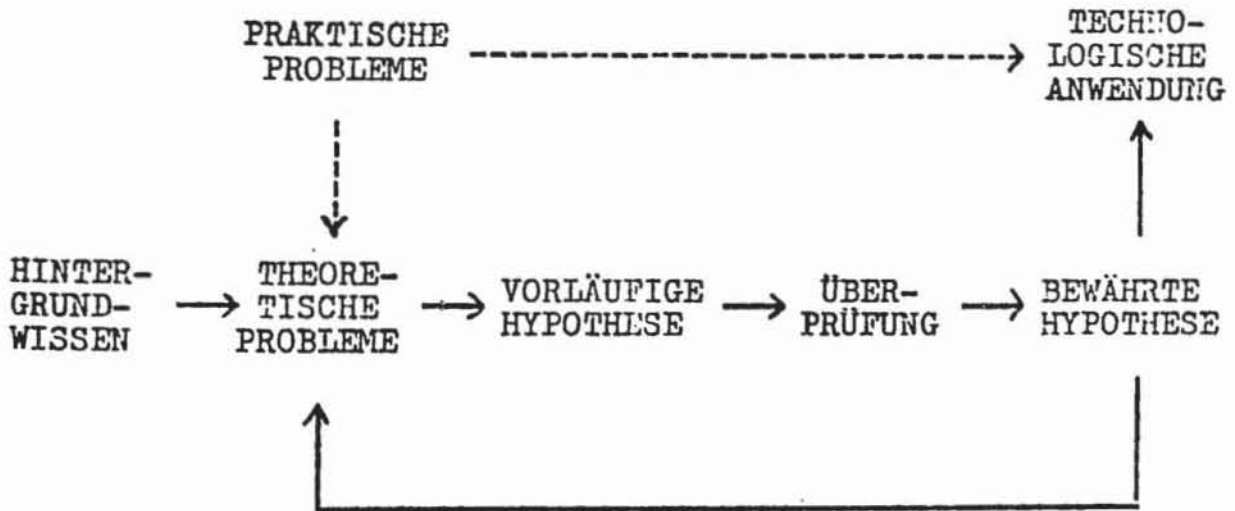 PRAKTISCHE
PROBLEME
TECHNO-
LOGISCHE
ANWENDUNG
HINTER-
GRUND-
WISSEN
THEORE-
TISCHE
PROBLEME
VORLÄUFIGE
HYPOTHESE
ÜBER-
PRÜFUNG
BEWÄHRTE
HYPOTHESE